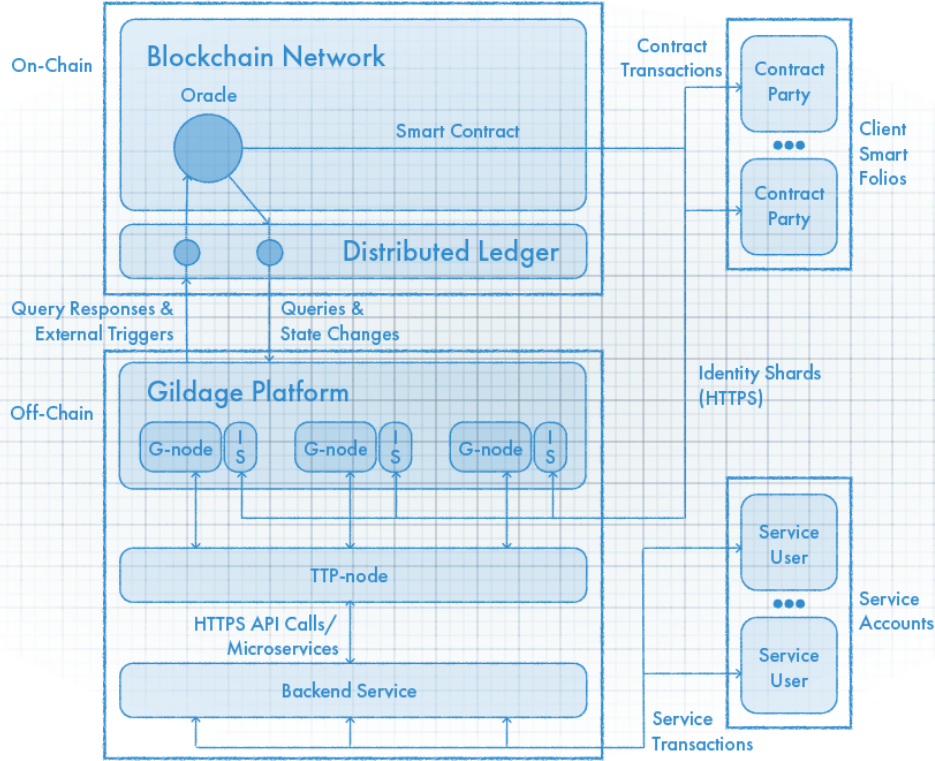 On-Chain
Blockchain Network
Oracle
Smart Contract
Distributed Ledger
Contract
Transactions
Contract
Party
Contract
Party
Client
Smart
Folios
Query Responses &
External Triggers
Queries &
State Changes
Off-Chain
Gildage Platform
G-node
I
S
G-node
I
S
G-node
I
S
Identity Shards
(HTTPS)
TTP-node
HTTPS API Calls/
Microservices
Backend Service
Service
User
Service
User
Service
Accounts
Service
Transactions